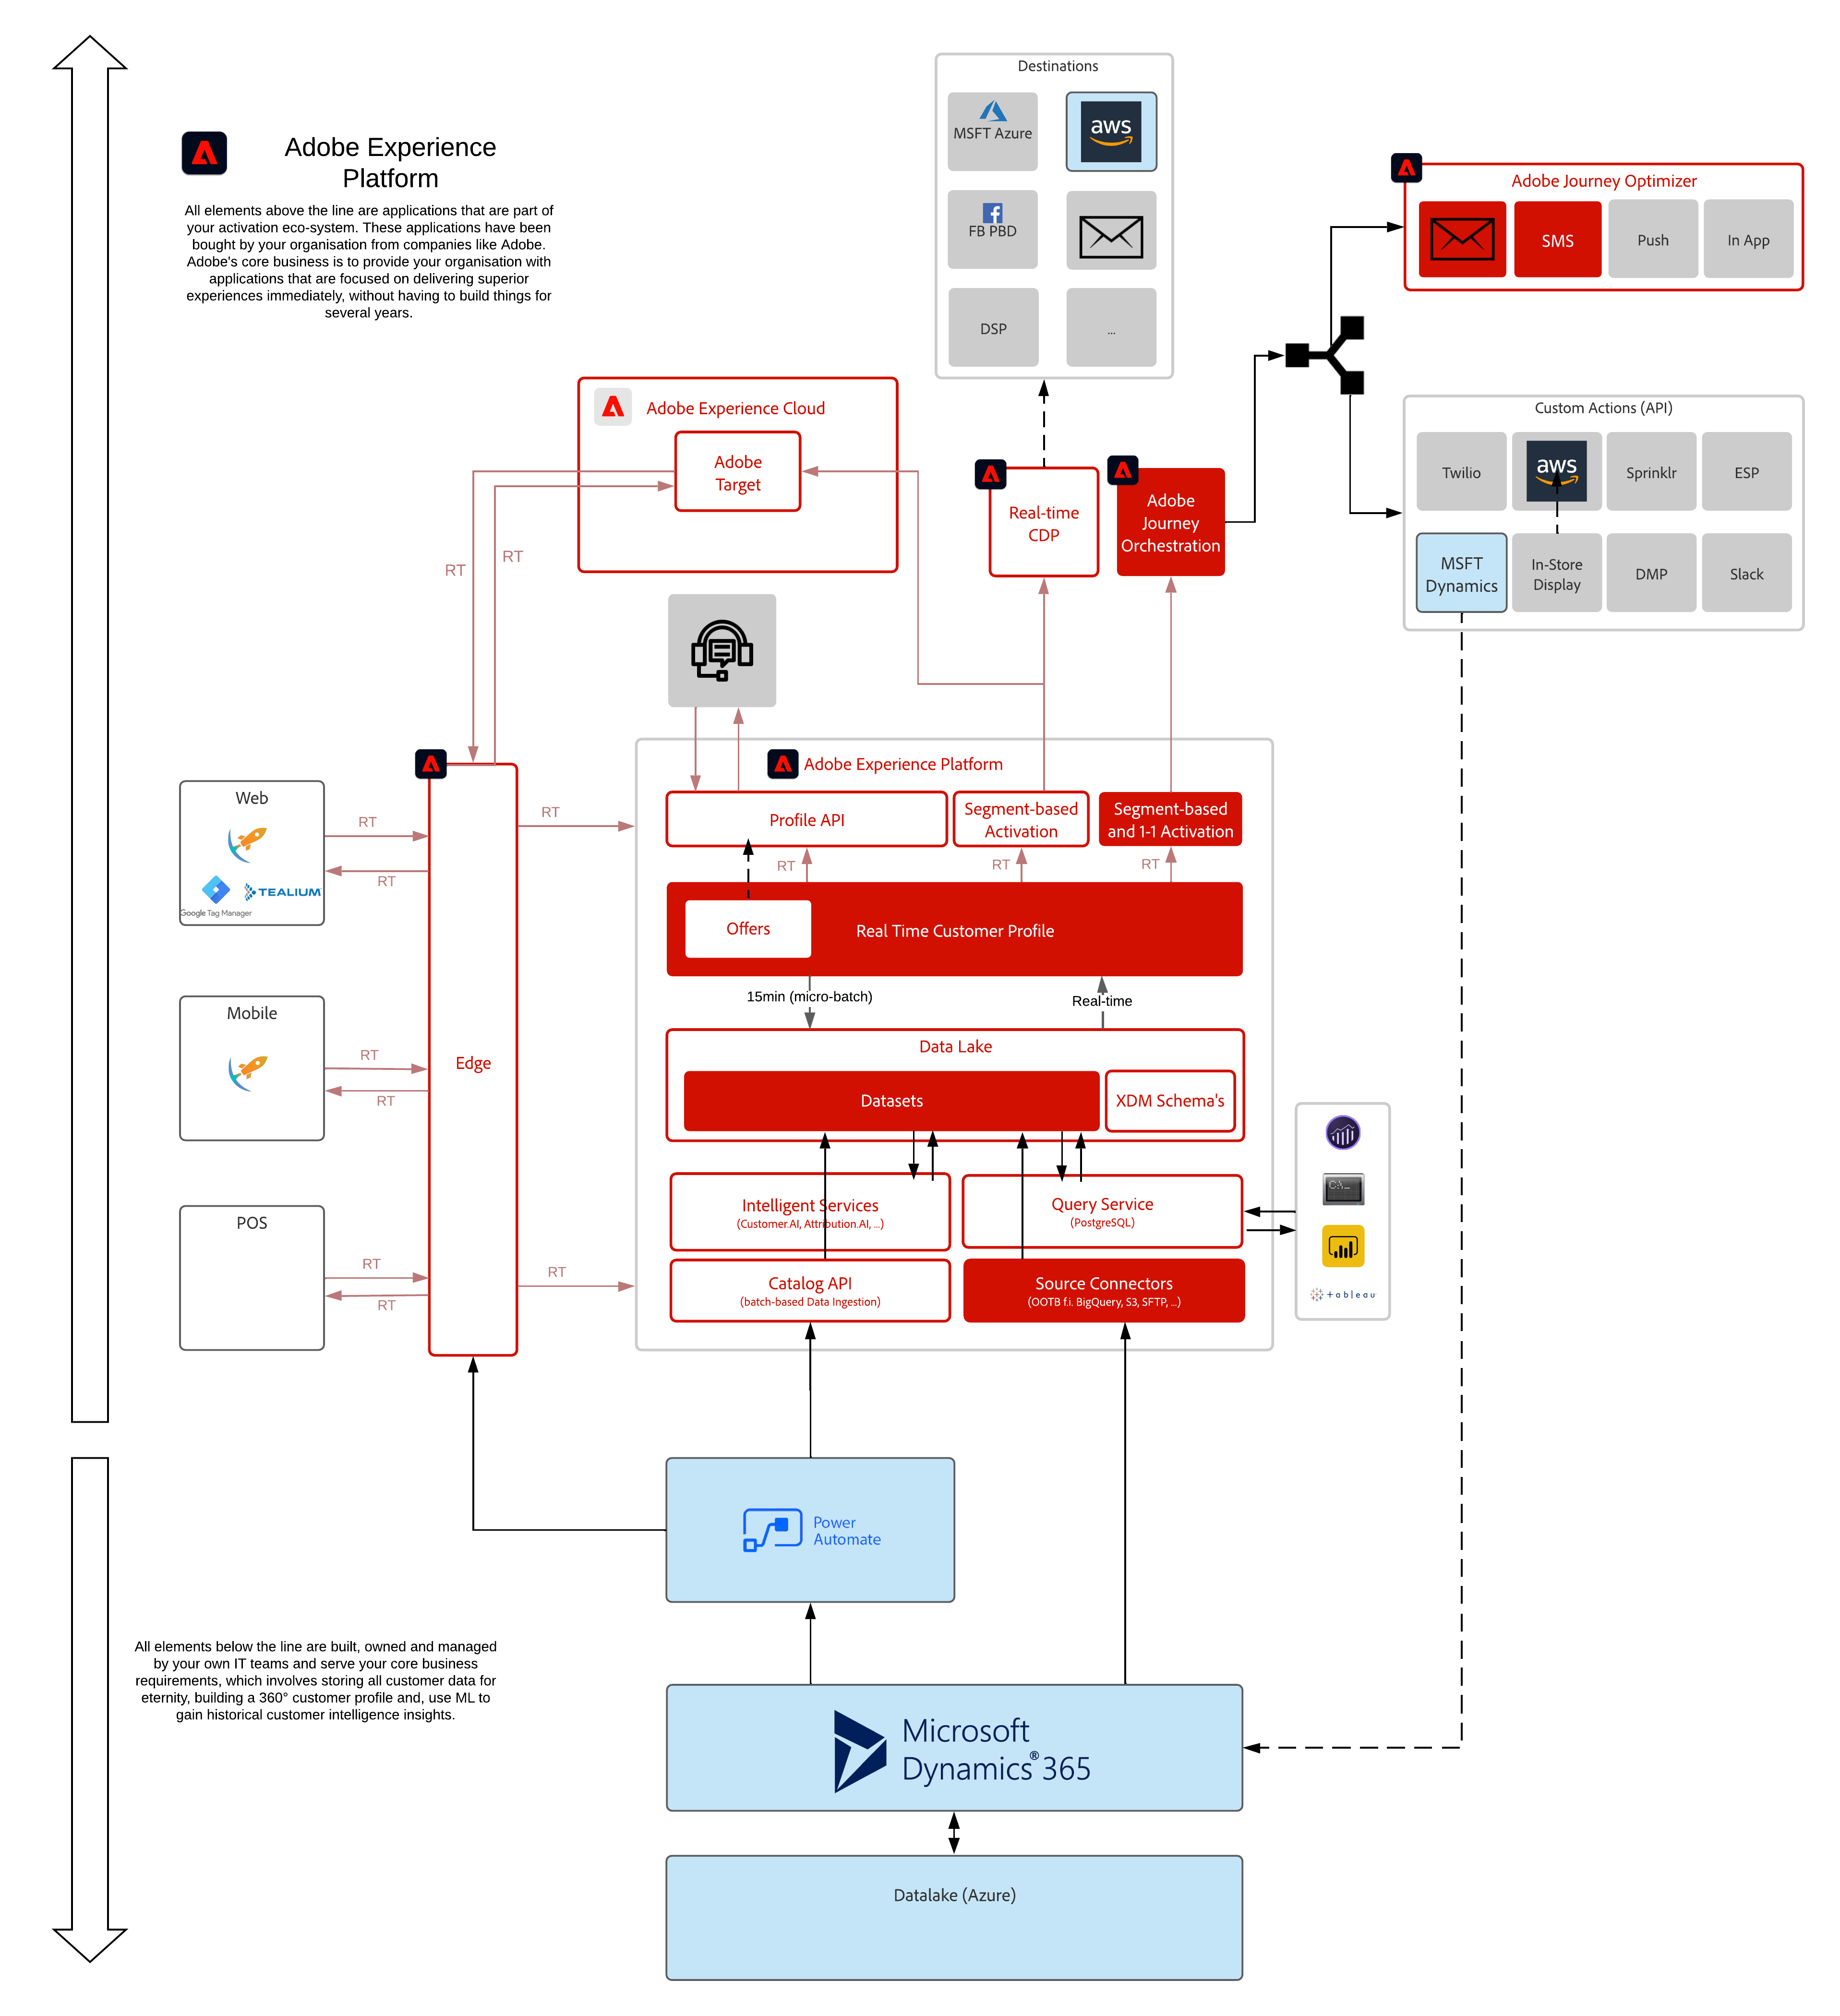 Destinations
MSFT Azure
aws
FB PBD
DSP
...
Adobe Experience
Platform
All elements above the line are applications that are part of
your activation eco-system. These applications have been
bought by your organisation from companies like Adobe.
Adobe's core business is to provide your organisation with
applications that are focused on delivering superior
experiences immediately, without having to build things for
several years.
Adobe Journey Optimizer
SMS
Push
In App
Adobe Experience Cloud
Adobe
Target
Real-time
CDP
Adobe
Journey
Orchestration
Custom Actions (API)
Twilio
aws
Sprinklr
ESP
MSFT
Dynamics
In-Store
Display
DMP
Slack
RT
RT
Web
TEALIUM
Google Tag Manager
RT
RT
Mobile
RT
RT
POS
RT
RT
Edge
RT
RT
Adobe Experience Platform
Profile API
Segment-based
Activation
Segment-based
and 1-1 Activation
RT
RT
RT
Offers
Real Time Customer Profile
15min (micro-batch)
Real-time
Data Lake
Datasets
XDM Schema's
Intelligent Services
(Customer.AI, Attribution.AI, ...)
Query Service
(PostgreSQL)
Catalog API
(batch-based Data Ingestion)
Source Connectors
(OOTB f.i. BigQuery, S3, SFTP, ...)
C:\_
+ a b l e a u
Power
Automate
All elements below the line are built, owned and managed
by your own IT teams and serve your core business
requirements, which involves storing all customer data for
eternity, building a 360° customer profile and, use ML to
gain historical customer intelligence insights.
Microsoft
Dynamics® 365
Datalake (Azure)